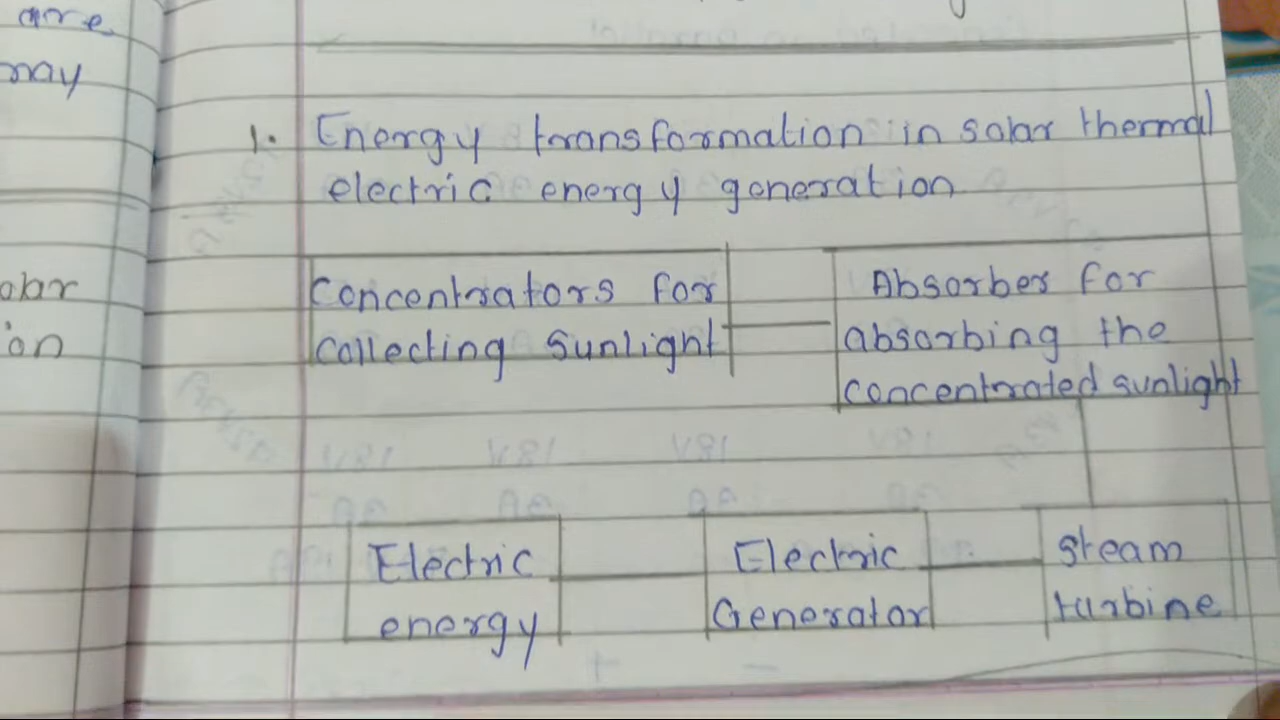 are
may
1. Energy transformation in solar thermal
electric energy generation
olar
ion
Concentrators for
collecting sunlight
Absorber for
absorbing the
concentrated sunlight
Electric
energy
Electric
Generator
Steam
turbine